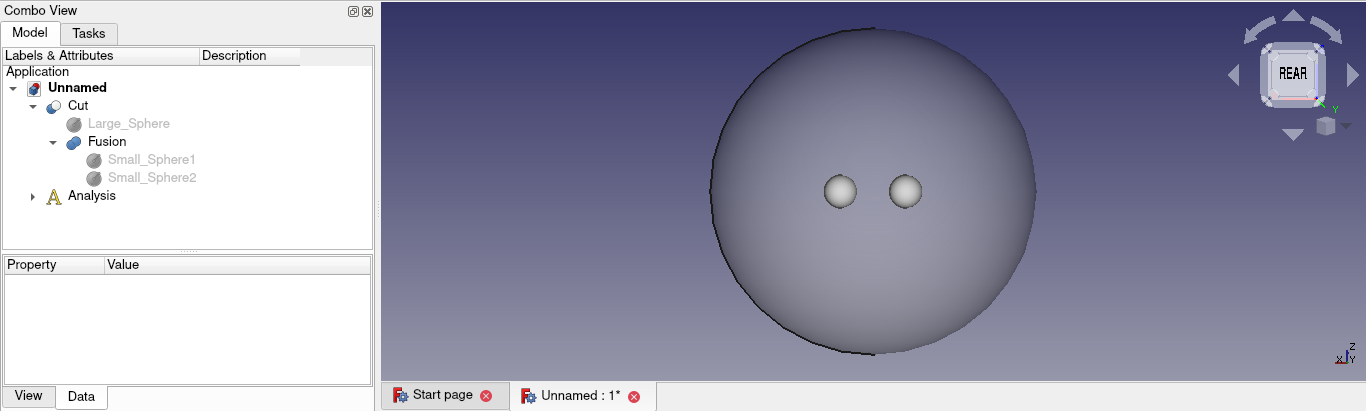 Combo View
Model Tasks
Labels & Attributes Description
Application
Unnamed
Cut
Large_Sphere
Fusion
Small_Sphere1
Small_Sphere2
Analysis
Property Value
View Data
REAR
Y
Z
X Y
Start page
Unnamed : 1*